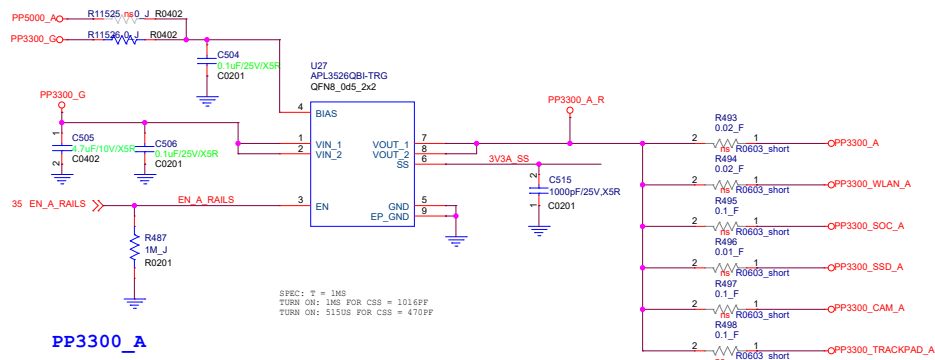 PP5000_A R11525 ns0_J R0402
PP3300_G R11526 0_J R0402
C504
0.1uF/25V/X5R
C0201
U27
APL3526QBI-TRG
QFN8_0d5_2x2
PP3300_G
4 BIAS
1 VIN_1
2 VIN_2
3 EN
VOUT_1 7
VOUT_2 8
SS 6
GND 5
EP_GND 9
1
C505
4.7uF/10V/X5R
2 C0402
C506
0.1uF/25V/X5R
C0201
PP3300_A_R
3V3A_SS
2
C515
1000pF/25V,X5R
1
C0201
35 EN_A_RAILS EN_A_RAILS
R487
1M_J
R0201
R493
0.02_F
2 1 PP3300_A
ns R0603_short
R494
0.02_F
2 1 PP3300_WLAN_A
ns R0603_short
R495
0.1_F
2 1 PP3300_SOC_A
ns R0603_short
R496
0.01_F
2 1 PP3300_SSD_A
ns R0603_short
R497
0.1_F
2 1 PP3300_CAM_A
ns R0603_short
R498
0.1_F
2 1 PP3300_TRACKPAD_A
SPEC: T = 1MS
TURN ON: 1MS FOR CSS = 1016PF
TURN ON: 515US FOR CSS = 470PF
PP3300_A